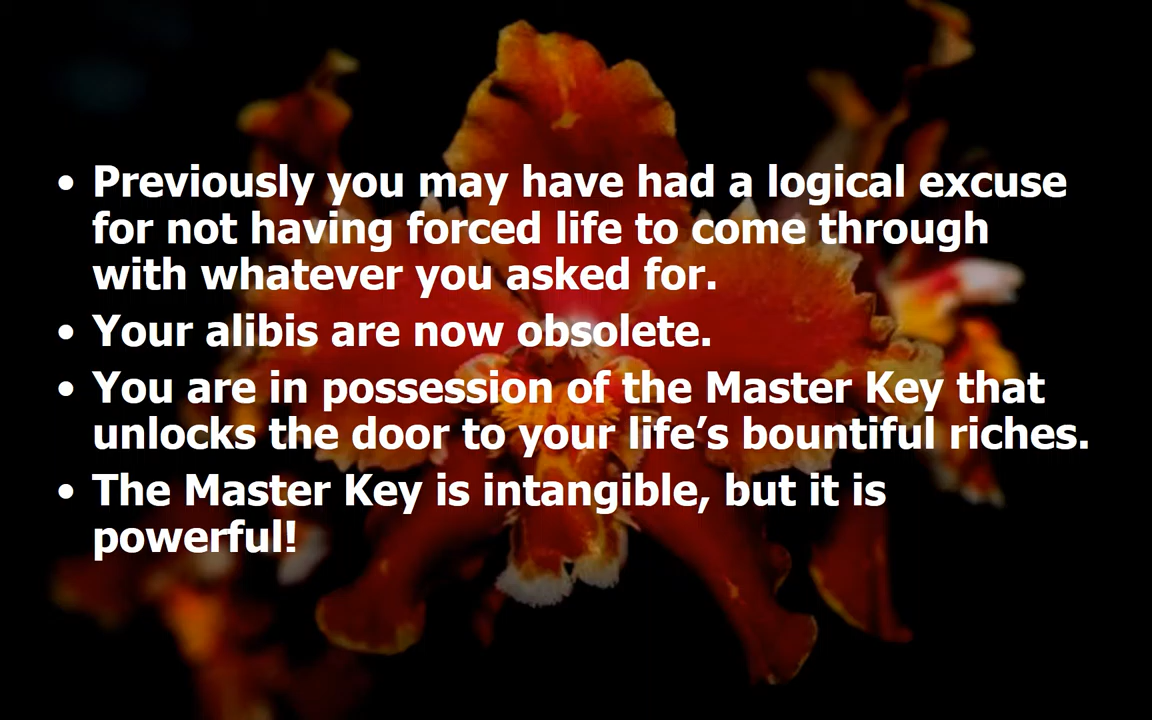 • Previously you may have had a logical excuse
for not having forced life to come through
with whatever you asked for.
• Your alibis are now obsolete.
• You are in possession of the Master Key that
unlocks the door to your life’s bountiful riches.
• The Master Key is intangible, but it is
powerful!